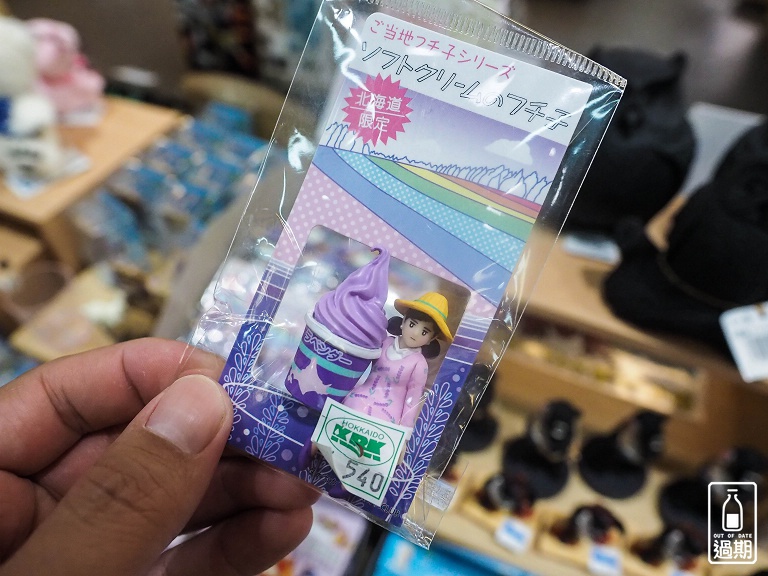 ご当地フチ子シリーズ
ソフトクリームのフチ子
北海道
限定
ラベンダー
HOKKAIDO
KBK
540
OUT OF DATE
過期